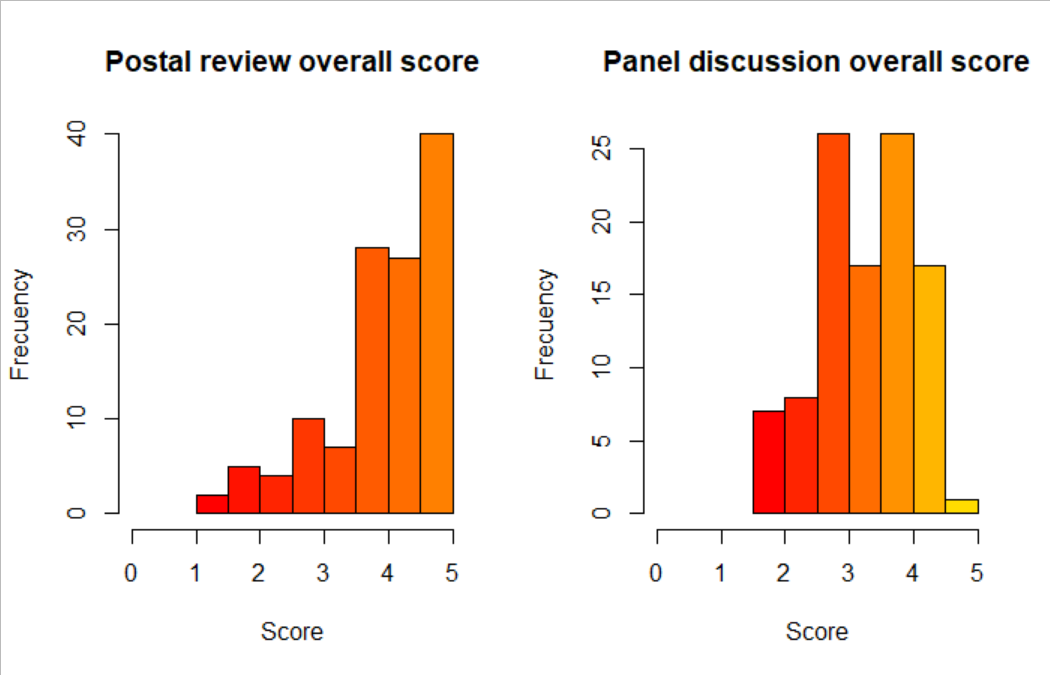 Postal review overall score
Frecuency
40
30
20
10
0
0 1 2 3 4 5
Score
Panel discussion overall score
Frecuency
25
20
15
10
5
0
0 1 2 3 4 5
Score